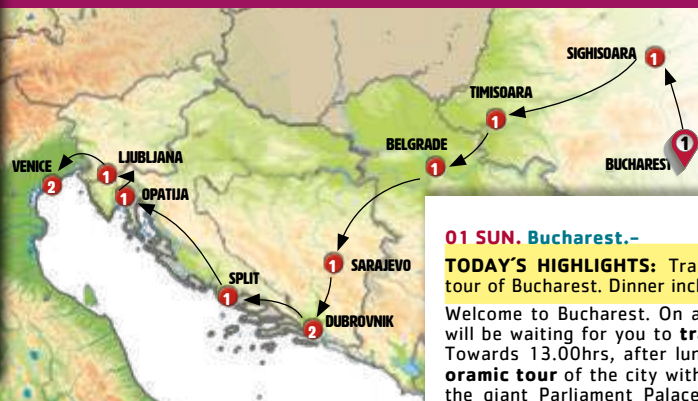 SIGHISOARA
1
TIMISOARA
1
BELGRADE
1
1
BUCHAREST
VENICE
2
LJUBLJANA
1
OPATIJA
1
SARAJEVO
1
SPLIT
1
DUBROVNIK
2
01 SUN. Bucharest.–
TODAY´S HIGHLIGHTS: Tra
tour of Bucharest. Dinner incl
Welcome to Bucharest. On a
will be waiting for you to tra
Towards 13.00hrs, after lun
oramic tour of the city with
the giant Parliament Palace